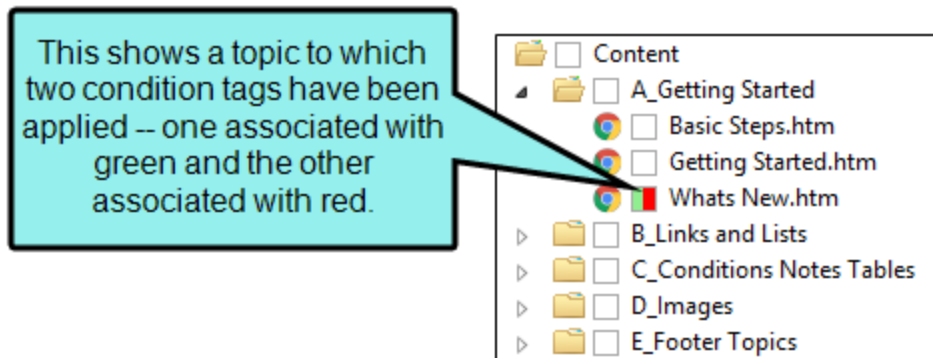 This shows a topic to which
two condition tags have been
applied -- one associated with
green and the other
associated with red.
Content
A_Getting Started
Basic Steps.htm
Getting Started.htm
Whats New.htm
B_Links and Lists
C_Conditions Notes Tables
D_Images
E_Footer Topics